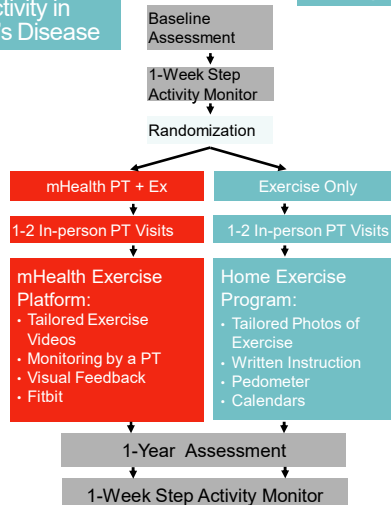 ctivity in
's Disease
Baseline
Assessment
1-Week Step
Activity Monitor
Randomization
mHealth PT + Ex
Exercise Only
1-2 In-person PT Visits
1-2 In-person PT Visits
mHealth Exercise
Platform:
• Tailored Exercise
Videos
• Monitoring by a PT
• Visual Feedback
• Fitbit
Home Exercise
Program:
• Tailored Photos of
Exercise
• Written Instruction
• Pedometer
• Calendars
1-Year Assessment
1-Week Step Activity Monitor